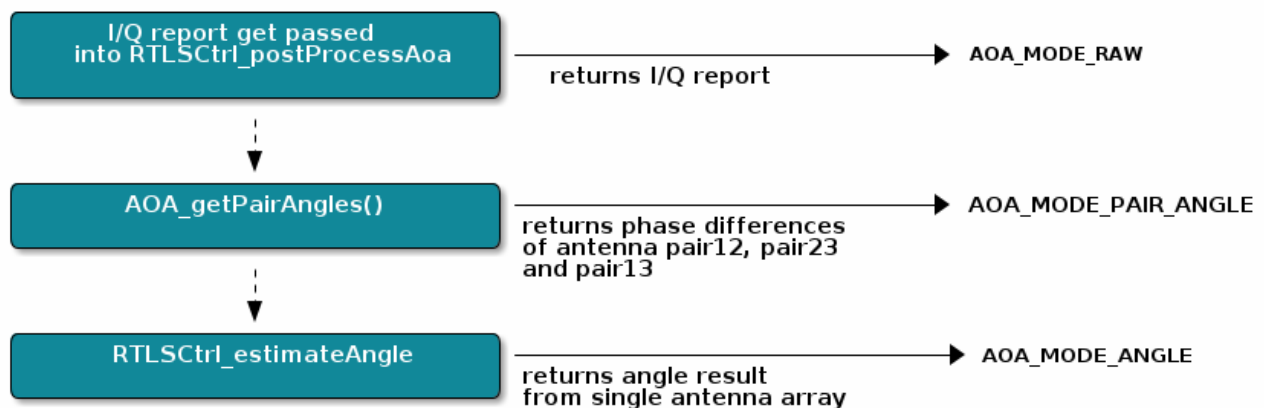 I/Q report get passed
into RTLSCtrl_postProcessAoa
returns I/Q report
AOA_MODE_RAW
AOA_getPairAngles()
returns phase differences
of antenna pair12, pair23
and pair13
AOA_MODE_PAIR_ANGLE
RTLSCtrl_estimateAngle
returns angle result
from single antenna array
AOA_MODE_ANGLE